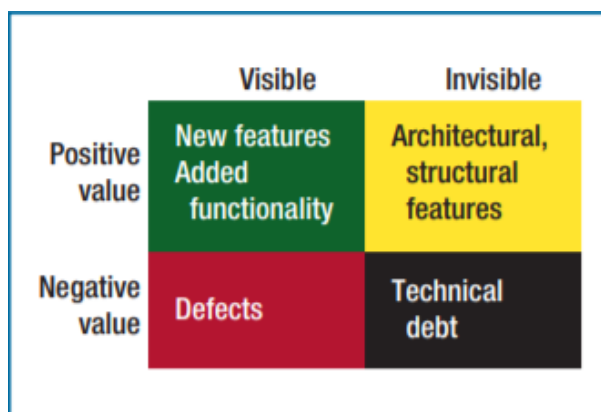 Visible
Invisible
Positive
value
New features
Added
functionality
Architectural,
structural
features
Negative
value
Defects
Technical
debt